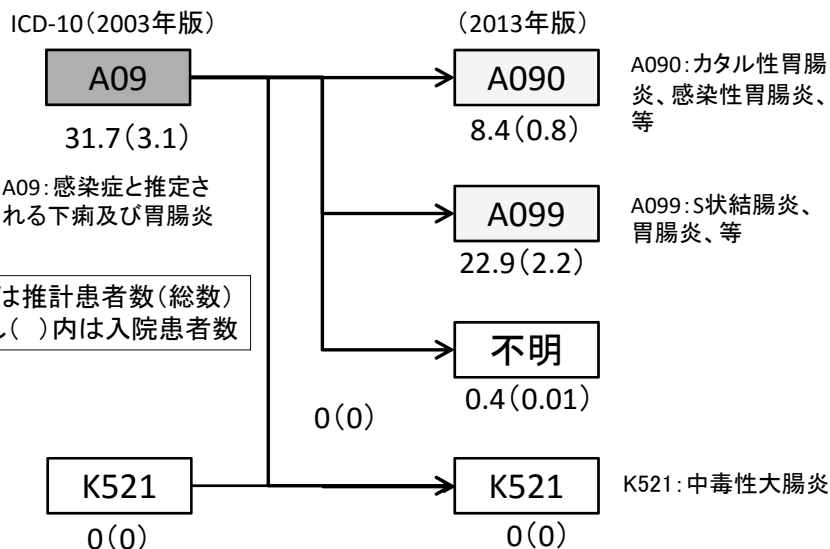 ICD-10(2003年版)
(2013年版)
A09
31.7(3.1)
A09:感染症と推定さ
れる下痢及び胃腸炎
は推計患者数(総数)
( )内は入院患者数
A090
8.4(0.8)
A090:カタル性胃腸
炎、感染性胃腸炎、
等
A099
22.9(2.2)
A099:S状結腸炎、
胃腸炎、等
不明
0.4(0.01)
0(0)
K521
0(0)
K521
0(0)
K521:中毒性大腸炎